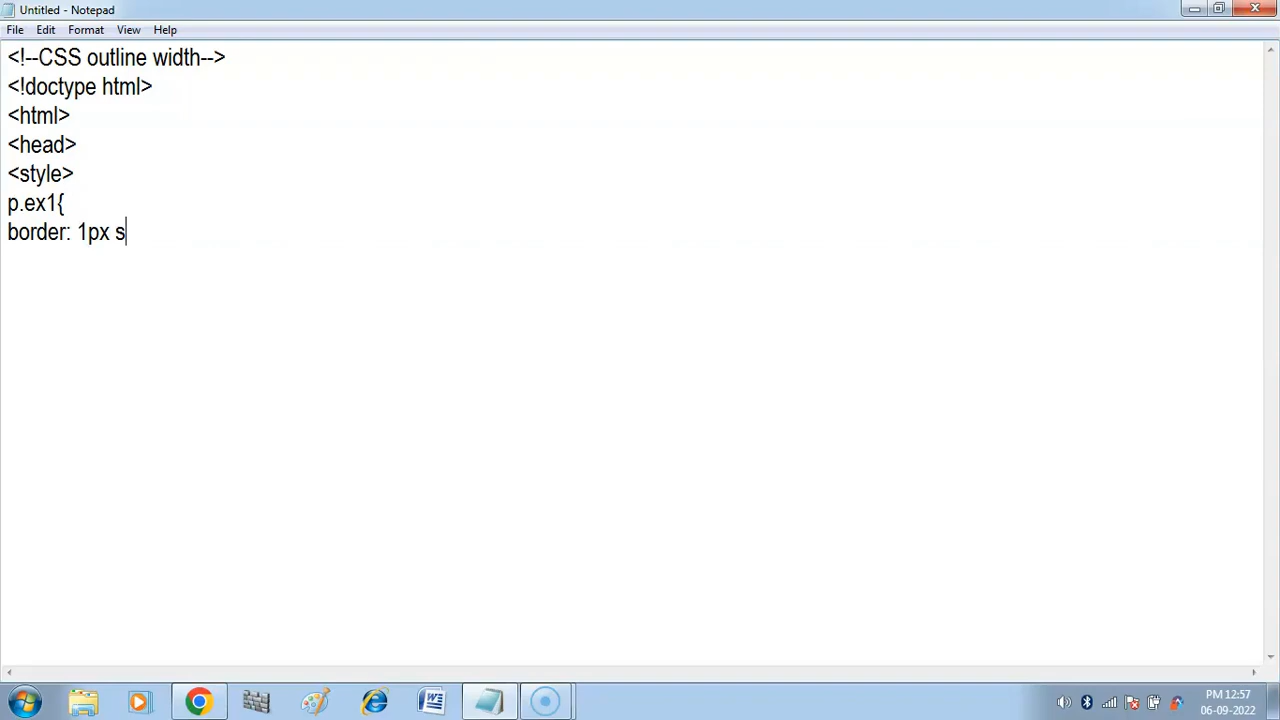 Untitled - Notepad
File Edit Format View Help
<!--CSS outline width-->
<!doctype html>
<html>
<head>
<style>
p.ex1{
border: 1px s
PM 12:57
06-09-2022